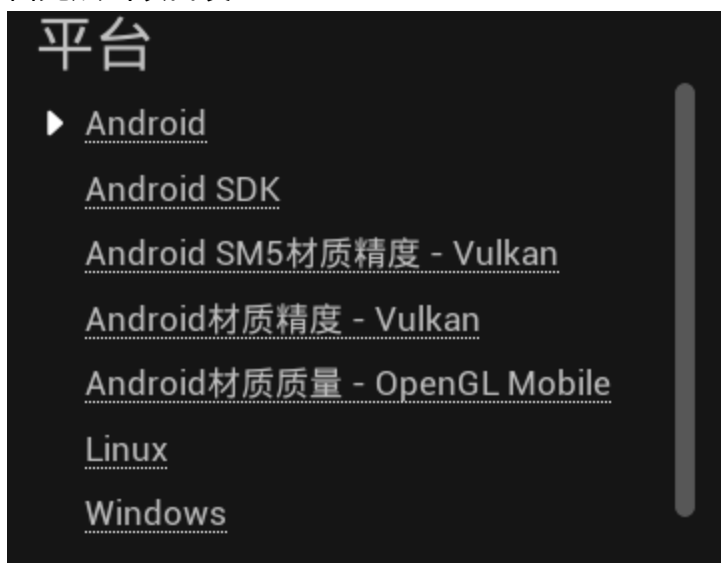 平台
Android
Android SDK
Android SM5材质精度 - Vulkan
Android材质精度 - Vulkan
Android材质质量 - OpenGL Mobile
Linux
Windows